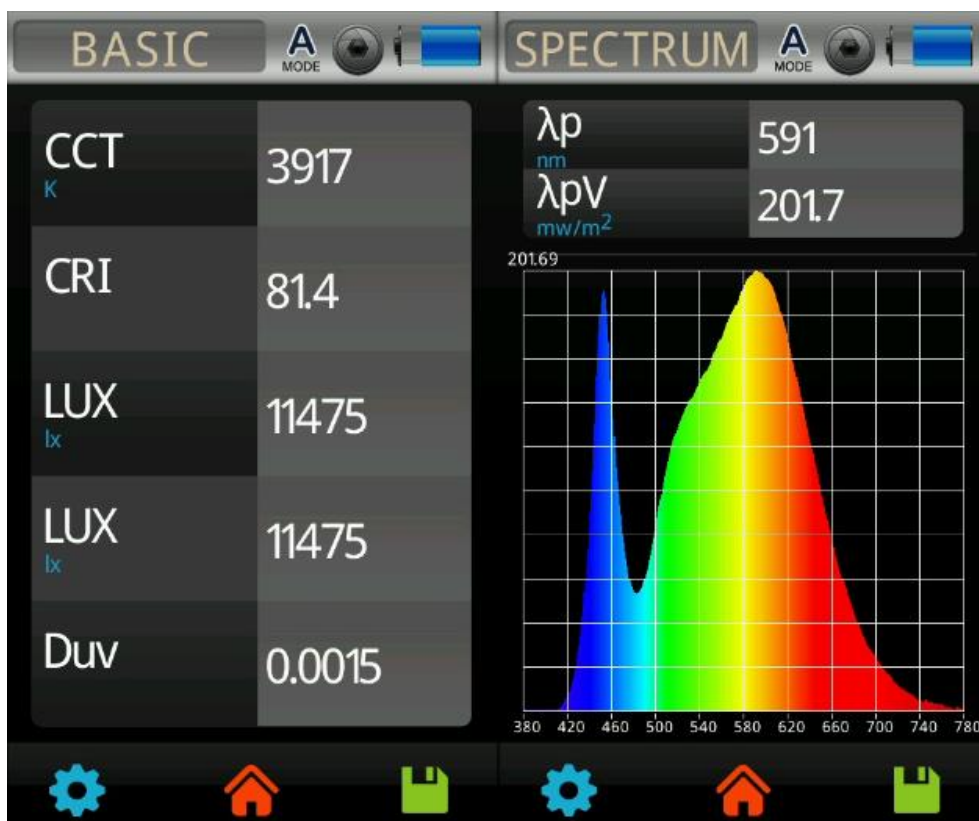 BASIC
A
MODE
CCT
K
3917
CRI
81.4
LUX
lx
11475
LUX
lx
11475
Duv
0.0015
SPECTRUM
A
MODE
λp
nm
591
λpV
mw/m²
201.7
201.69
380 420 460 500 540 580 620 660 700 740 780